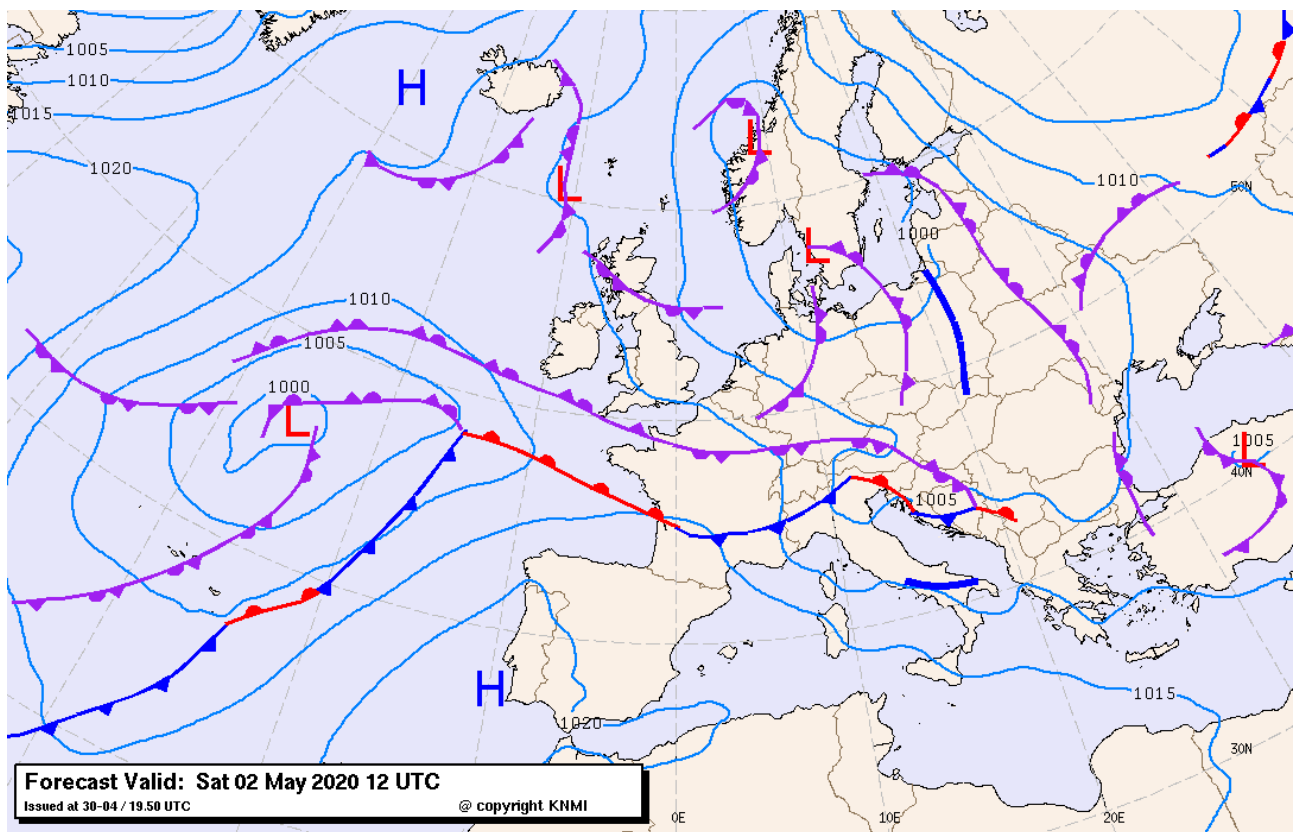 1005
1010
1015
H
L
1020
50N
1010
L
1000
L
1010
1005
1000
L
1005
L
40N
1005
H
1015
1020
30N
Forecast Valid: Sat 02 May 2020 12 UTC
Issued at 30-04 / 19.50 UTC @ copyright KNMI
0E 10E 20E